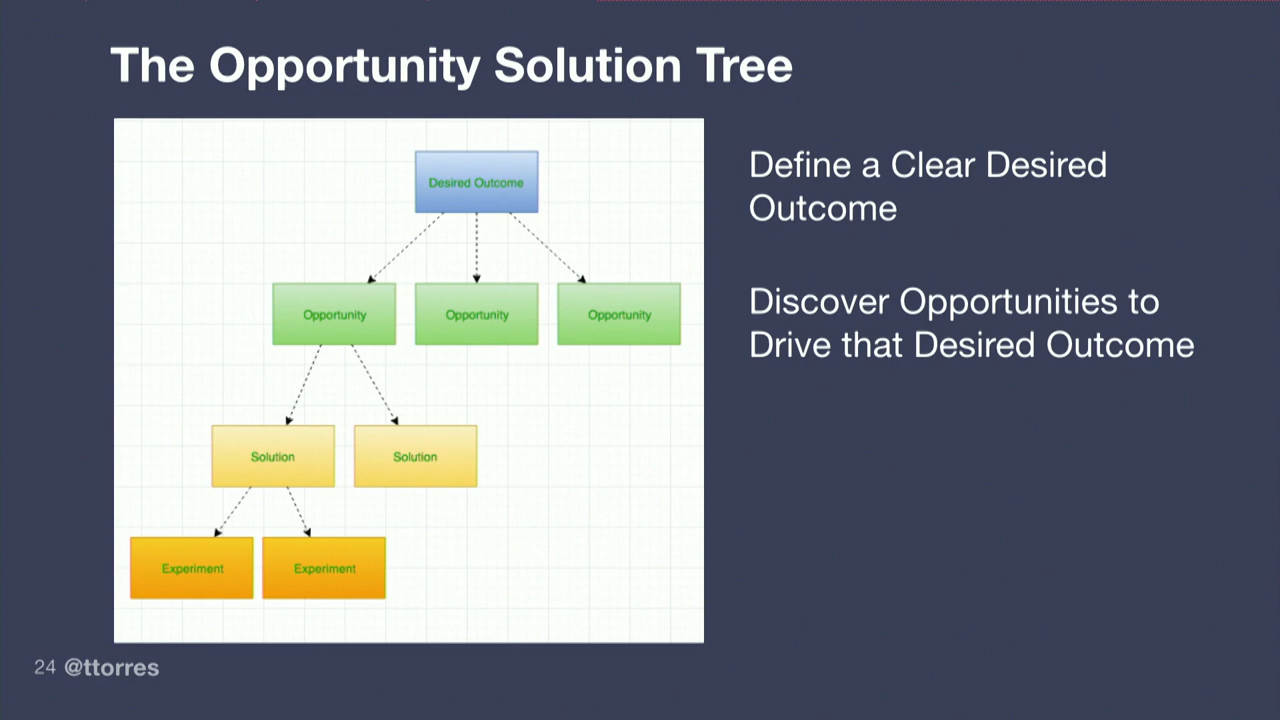 The Opportunity Solution Tree
Desired Outcome
Opportunity
Opportunity
Opportunity
Solution
Solution
Experiment
Experiment
Define a Clear Desired
Outcome
Discover Opportunities to
Drive that Desired Outcome
24 @ttorres